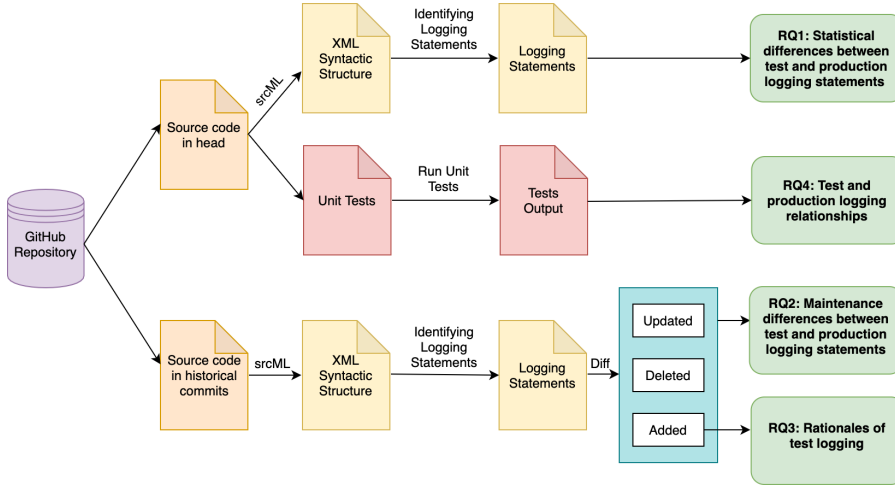 GitHub
Repository
Source code
in head
srcML
XML
Syntactic
Structure
Identifying
Logging
Statements
Logging
Statements
RQ1: Statistical
differences between
test and production
logging statements
Unit Tests
Run Unit
Tests
Tests
Output
RQ4: Test and
production logging
relationships
Source code
in historical
commits
srcML
XML
Syntactic
Structure
Identifying
Logging
Statements
Logging
Statements
Diff
Updated
Deleted
Added
RQ2: Maintenance
differences between
test and production
logging statements
RQ3: Rationales of
test logging